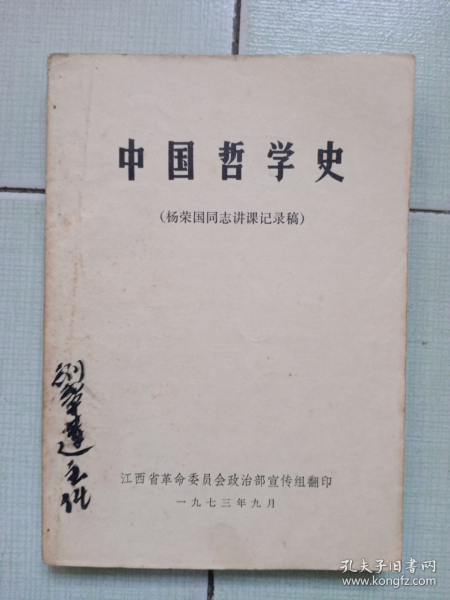 中国哲学史
(杨荣国同志讲课记录稿)
江西省革命委员会政治部宣传组翻印
一九七三年九月
孔夫子旧书网
www.kongfz.com